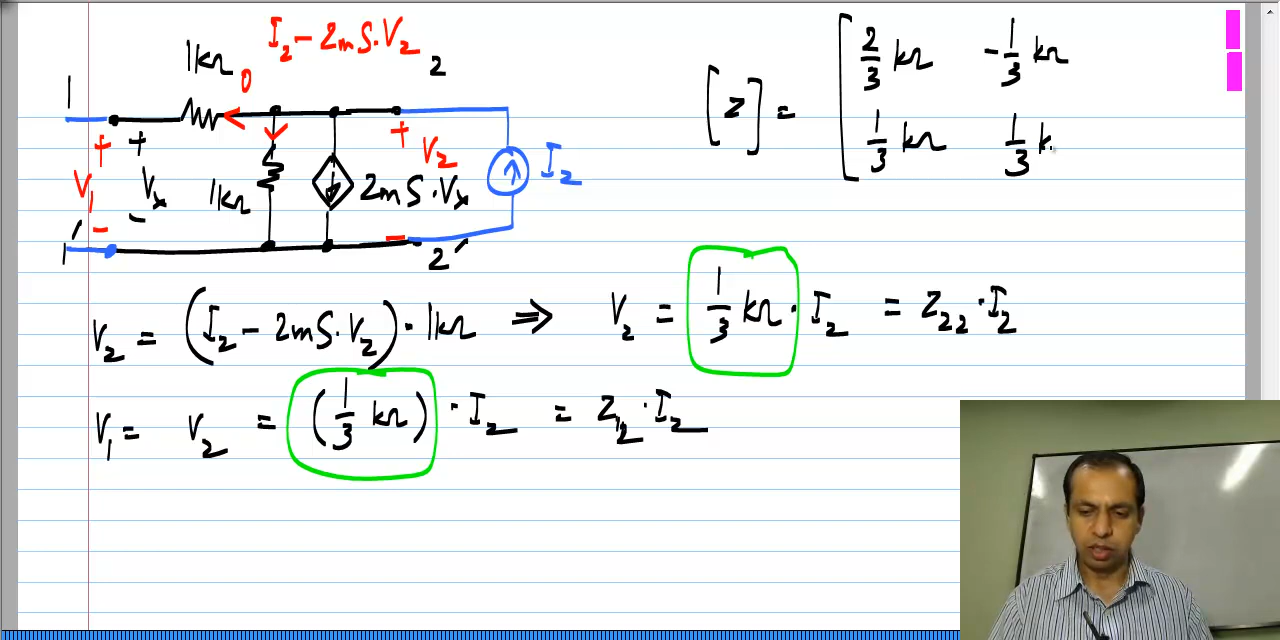 I2 - 2mS.V2
1kΩ 0 2
1
+ + + 
V1 Vx 1kΩ 2mS.Vx V2 I2
- - -
1' 2'
[Z] = [ 2/3 kΩ -1/3 kΩ
1/3 kΩ 1/3 k
V2 = (I2 - 2mS.V2).1kΩ ⇒ V2 = 1/3 kΩ . I2 = Z22 . I2
V1 = V2 = (1/3 kΩ) . I2 = Z12 . I2